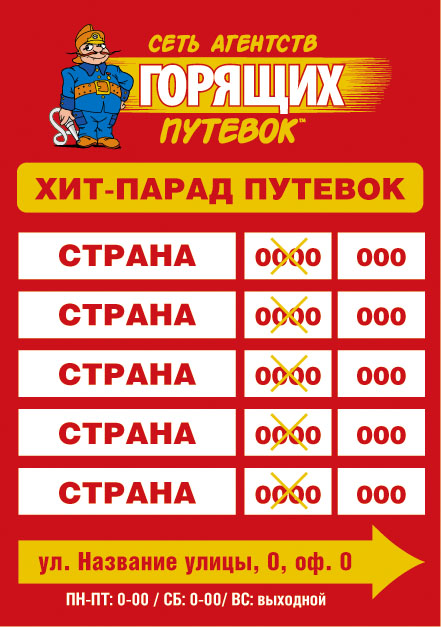 СЕТЬ АГЕНТСТВ
ГОРЯЩИХ
ПУТЕВОК™
ХИТ-ПАРАД ПУТЕВОК
СТРАНА 0000 000
СТРАНА 0000 000
СТРАНА 0000 000
СТРАНА 0000 000
СТРАНА 0000 000
ул. Название улицы, 0, оф. 0
ПН-ПТ: 0-00 / СБ: 0-00/ ВС: выходной